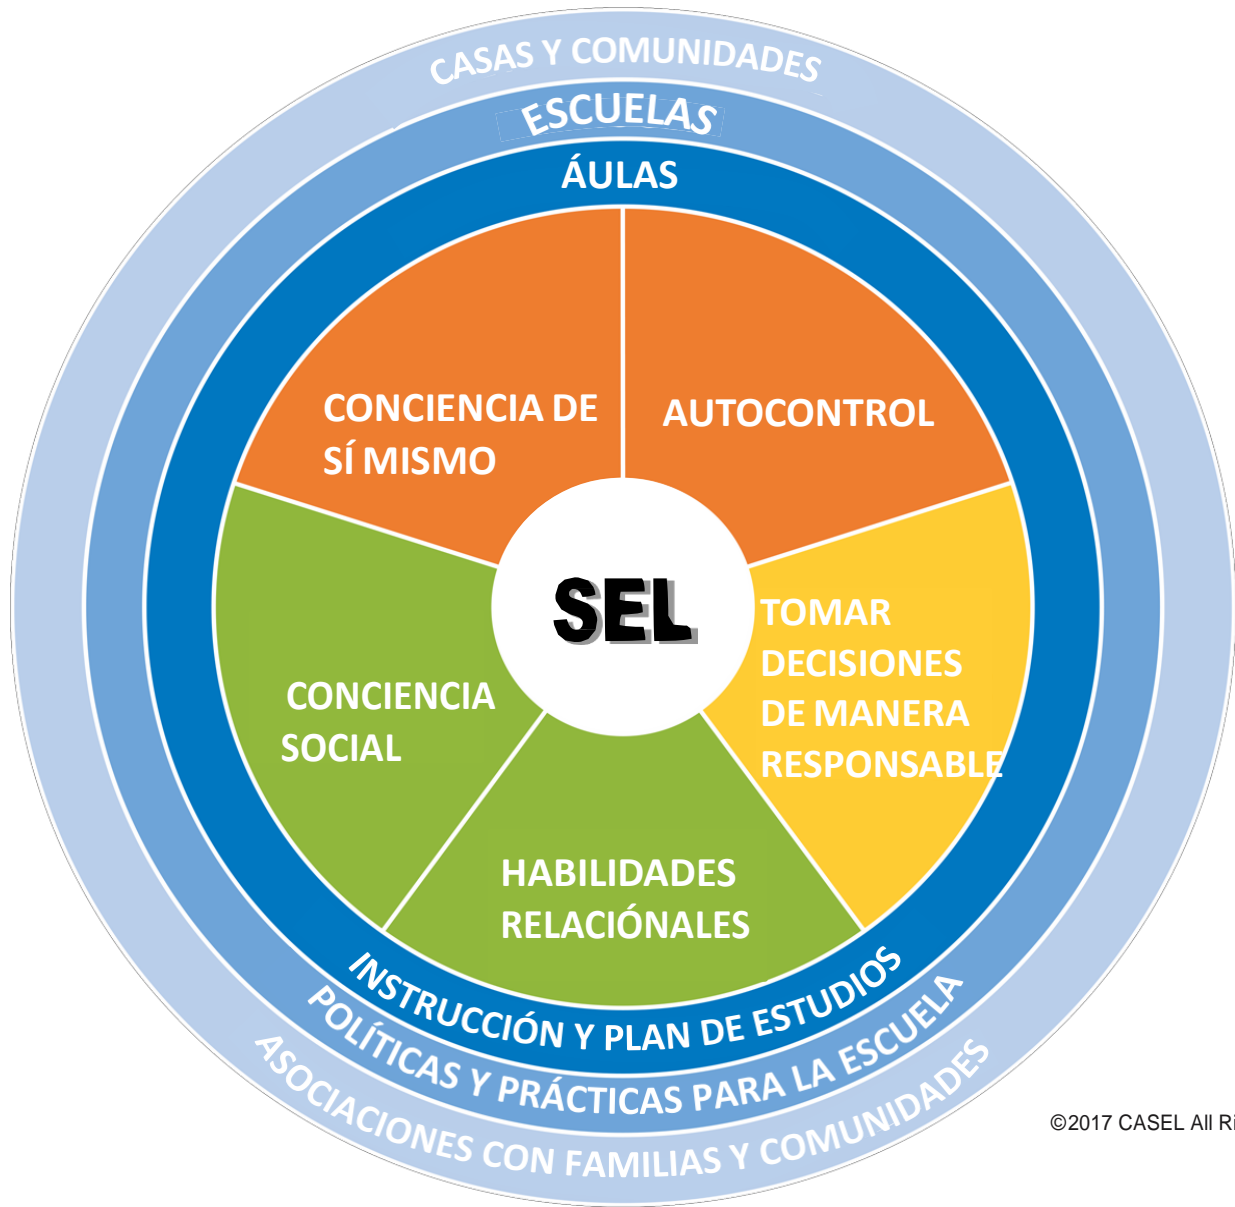 CASAS Y COMUNIDADES
ESCUELAS
ÁULAS
CONCIENCIA DE
SÍ MISMO
AUTOCONTROL
SEL
TOMAR
DECISIONES
DE MANERA
RESPONSABLE
CONCIENCIA
SOCIAL
HABILIDADES
RELACIÓNALES
INSTRUCCIÓN Y PLAN DE ESTUDIOS
POLÍTICAS Y PRÁCTICAS PARA LA ESCUELA
ASOCIACIONES CON FAMILIAS Y COMUNIDADES
©2017 CASEL All Ri